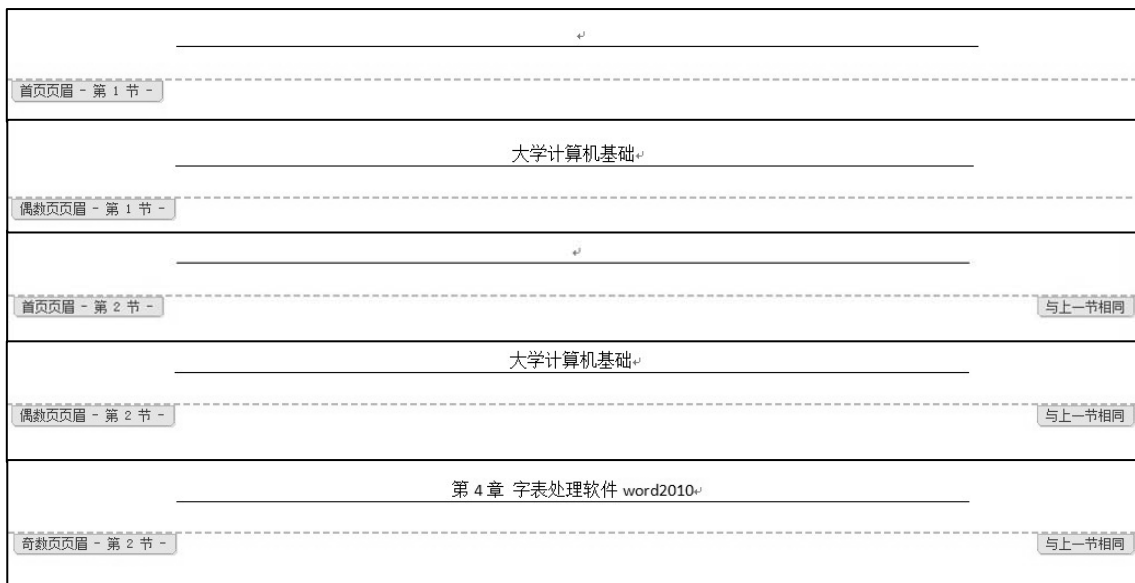 首页页眉 - 第 1 节 -
大学计算机基础
偶数页页眉 - 第 1 节 -
首页页眉 - 第 2 节 - 与上一节相同
大学计算机基础
偶数页页眉 - 第 2 节 - 与上一节相同
第 4 章 字表处理软件 word2010
奇数页页眉 - 第 2 节 - 与上一节相同